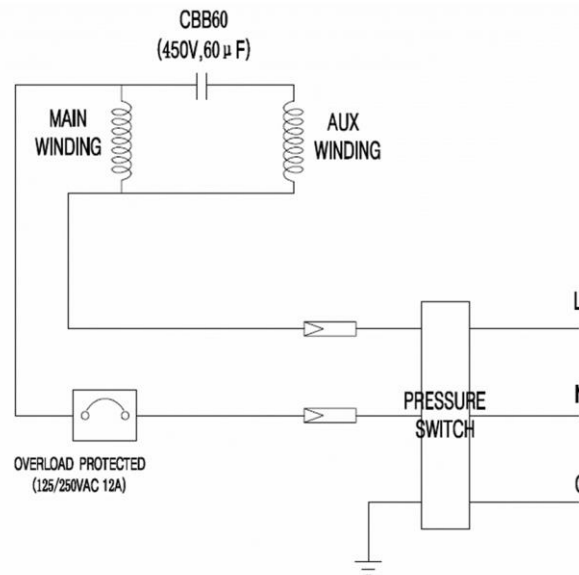 CBB60
(450V,60μF)
MAIN
WINDING
AUX
WINDING
L
PRESSURE
SWITCH
OVERLOAD PROTECTED
(125/250VAC 12A)